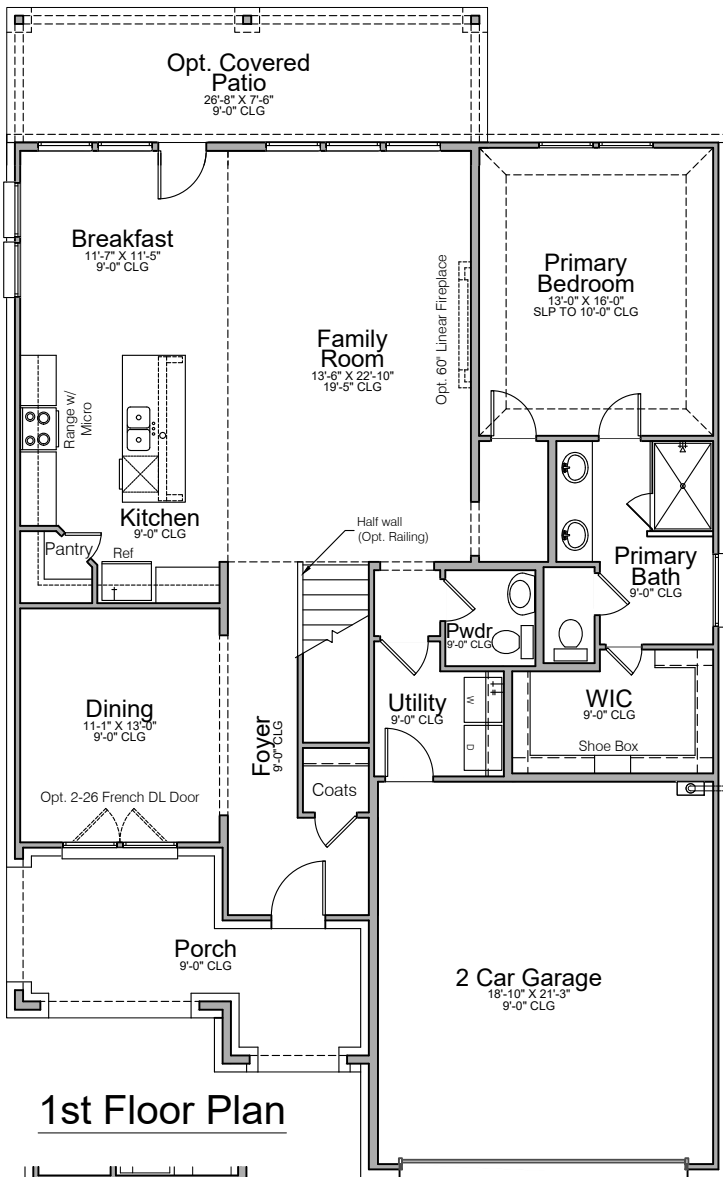 Opt. Covered
Patio
26'-8" X 7'-6"
9'-0" CLG
Breakfast
11'-7" X 11'-5"
9'-0" CLG
Primary
Bedroom
13'-0" X 16'-0"
SLP TO 10'-0" CLG
Opt. 60" Linear Fireplace
Family
Room
13'-6" X 22'-10"
19'-5" CLG
Range w/
Micro
Kitchen
9'-0" CLG
Half wall
(Opt. Railing)
Pantry
Ref
Primary
Bath
9'-0" CLG
Pwdr
9'-0" CLG
Dining
11'-1" X 13'-0"
9'-0" CLG
Foyer
9'-0" CLG
Utility
9'-0" CLG
W
D
WIC
9'-0" CLG
Shoe Box
Coats
Opt. 2-26 French DL Door
Porch
9'-0" CLG
2 Car Garage
18'-10" X 21'-3"
9'-0" CLG
1st Floor Plan